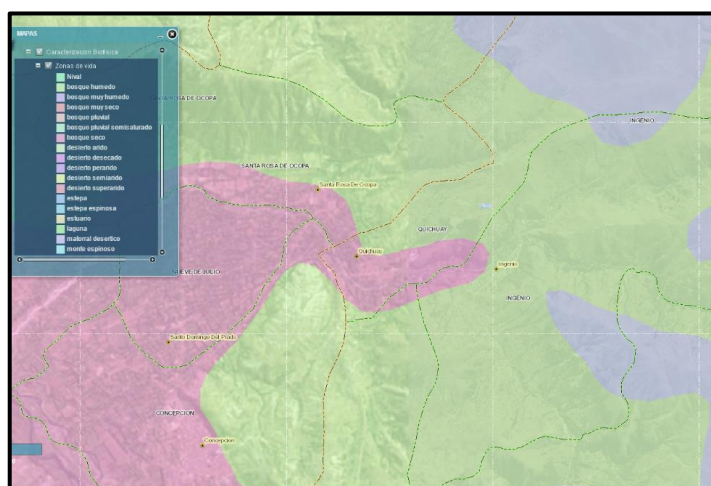 MAPAS
Caracterización Biofísica
Zonas de vida
Nival
bosque humedo
bosque muy humedo
bosque muy seco
bosque pluvial
bosque pluvial semisaturado
bosque seco
desierto arido
desierto desecado
desierto perarido
desierto semiarido
desierto superarido
estepa
estepa espinosa
estuario
laguna
matorral desertico
monte espinoso
ROSA DE OCOPA
INGENIO
SANTA ROSA DE OCOPA
Santa Rosa De Ocopa
QUICHUAY
Quichuay
Ingenio
NUEVE DE JULIO
INGENIO
Santo Domingo Del Prado
CONCEPCION
Concepcion